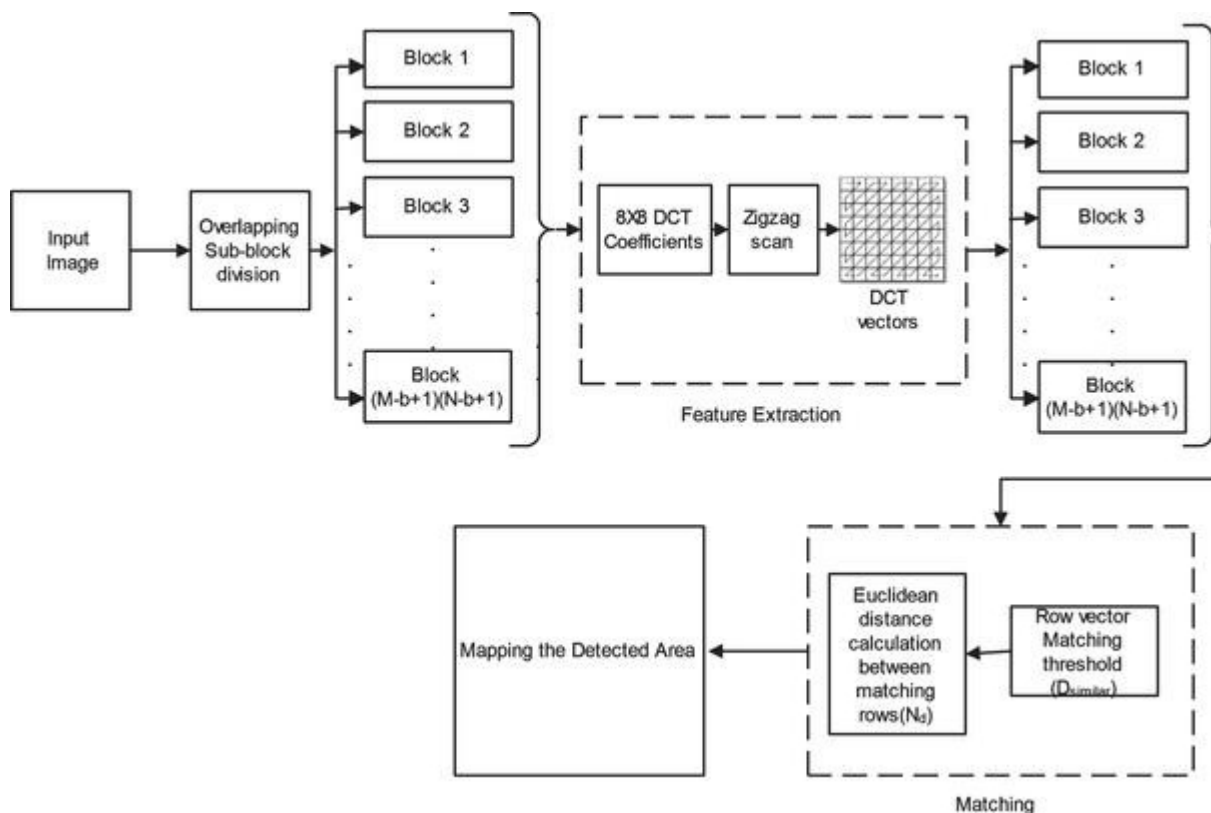 Input
Image
Overlapping
Sub-block
division
Block 1
Block 2
Block 3
Block
(M-b+1)(N-b+1)
8X8 DCT
Coefficients
Zigzag
scan
DCT
vectors
Feature Extraction
Block 1
Block 2
Block 3
Block
(M-b+1)(N-b+1)
Mapping the Detected Area
Euclidean
distance
calculation
between
matching
rows(Nd)
Row vector
Matching
threshold
(Dsimilar)
Matching